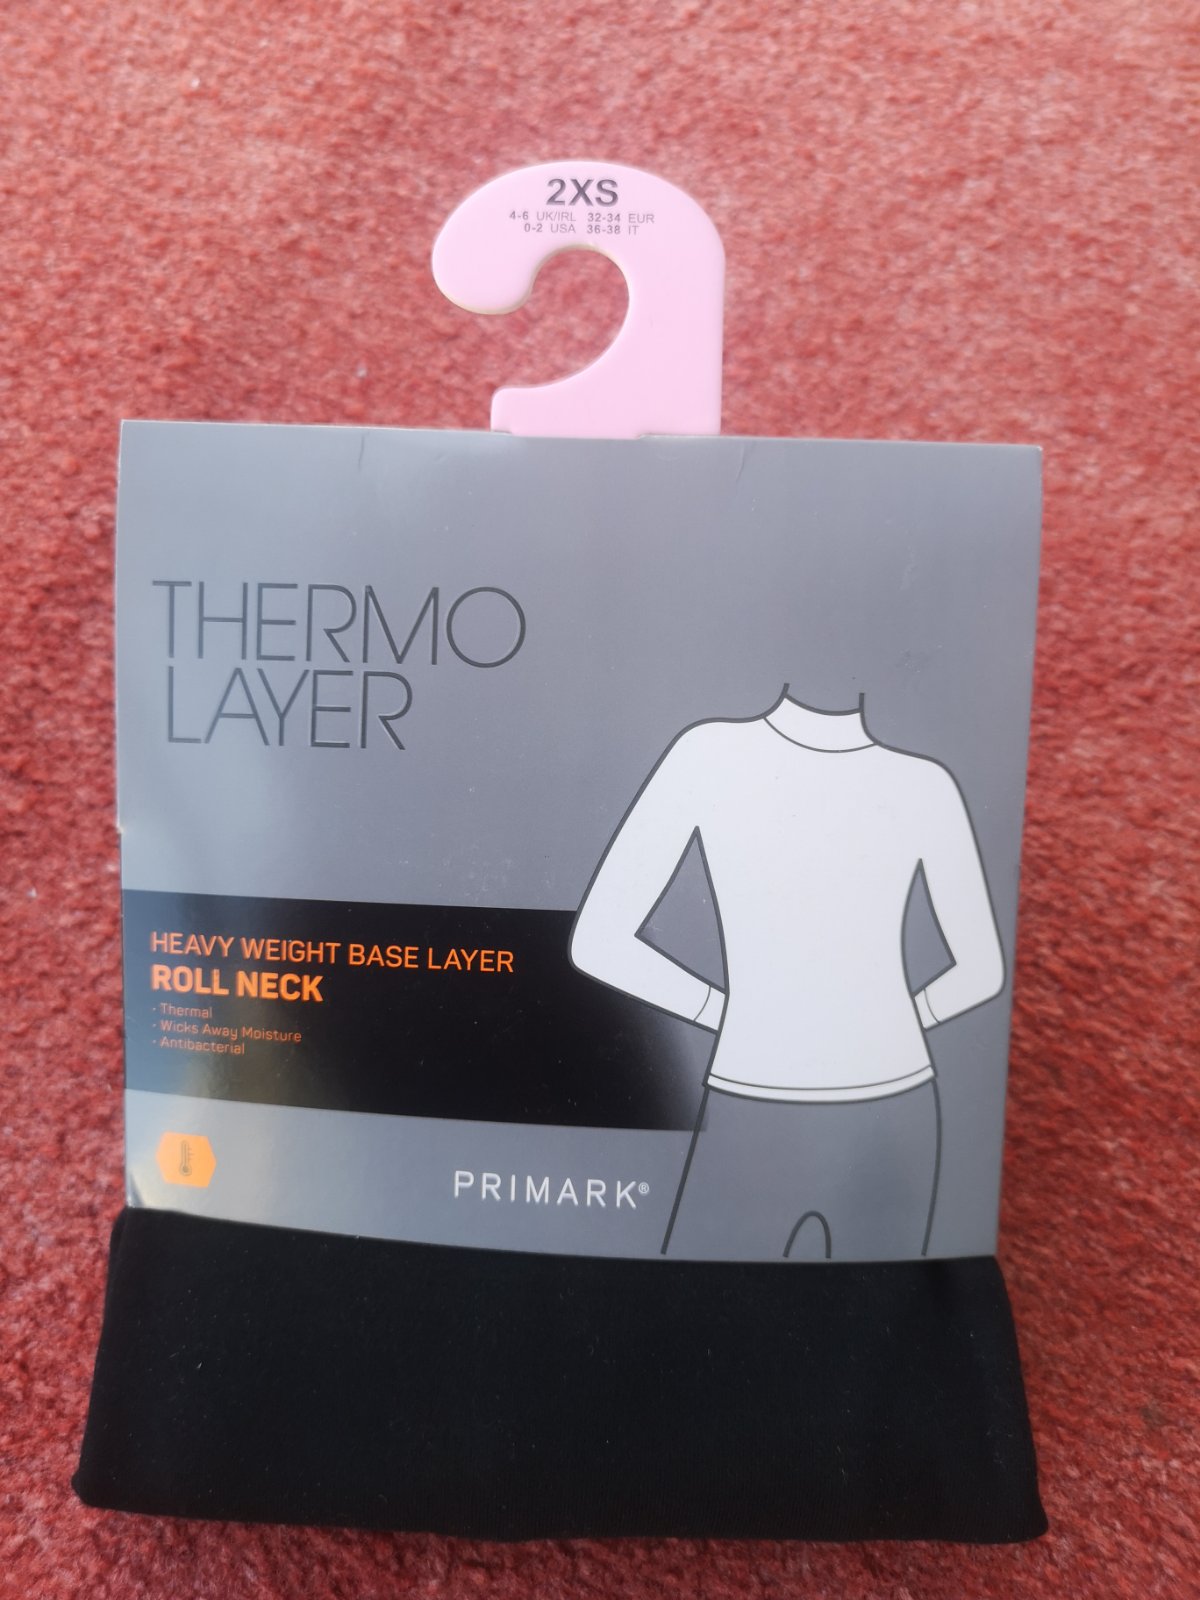 2XS
4-6 UK/IRL 32-34 EUR
0-2 USA 36-38 IT
THERMO
LAYER
HEAVY WEIGHT BASE LAYER
ROLL NECK
· Thermal
· Wicks Away Moisture
· Antibacterial
PRIMARK®